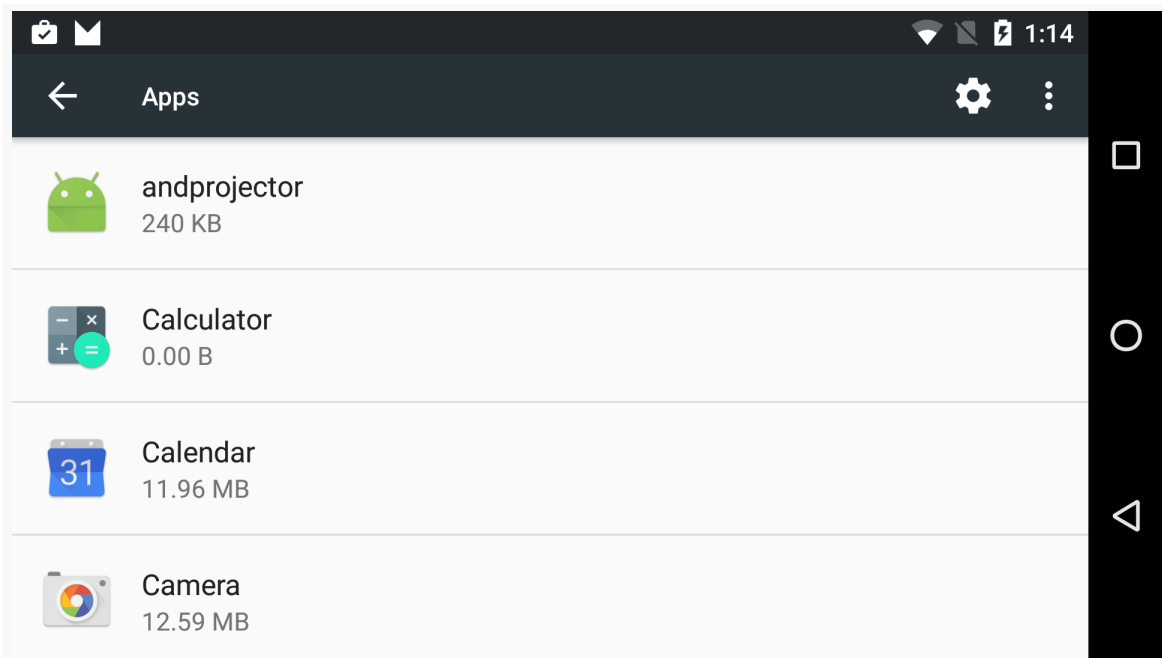 1:14
Apps
andprojector
240 KB
Calculator
0.00 B
31
Calendar
11.96 MB
Camera
12.59 MB